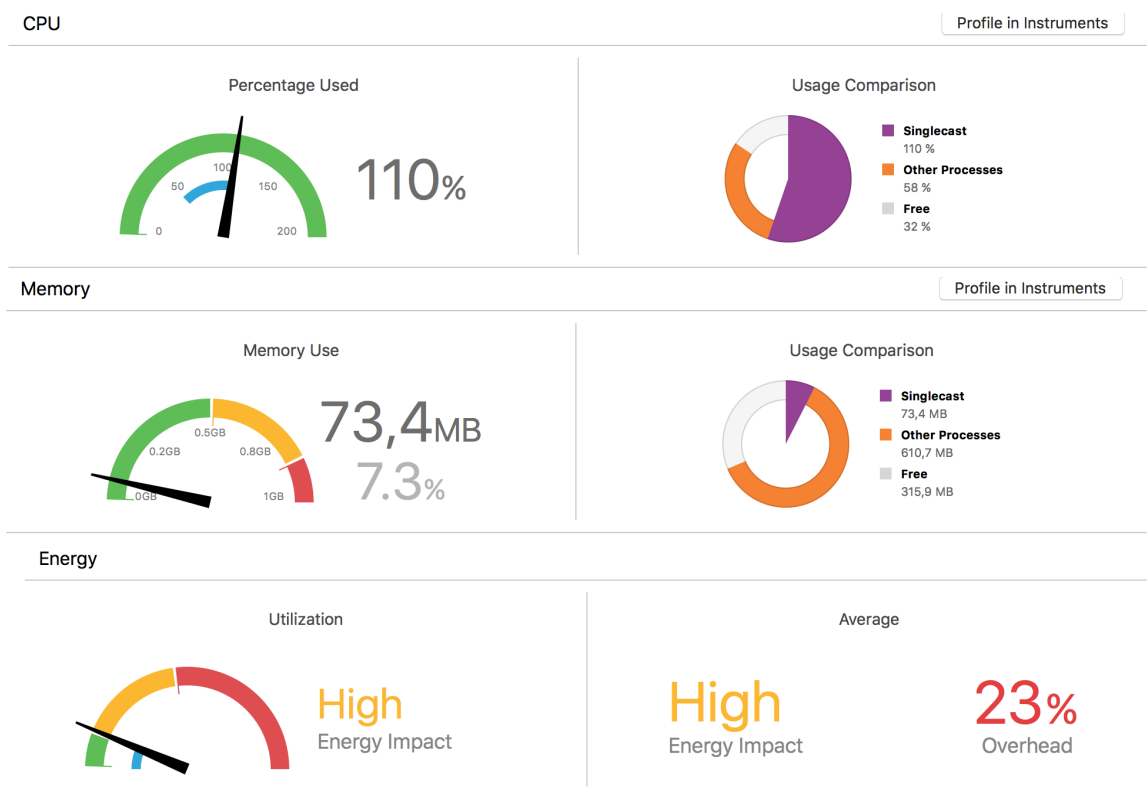 CPU
Profile in Instruments
Percentage Used
0
50
100
150
200
110%
Usage Comparison
Singlecast
110 %
Other Processes
58 %
Free
32 %
Memory
Profile in Instruments
Memory Use
0GB
0.2GB
0.5GB
0.8GB
1GB
73,4MB
7.3%
Usage Comparison
Singlecast
73,4 MB
Other Processes
610,7 MB
Free
315,9 MB
Energy
Utilization
High
Energy Impact
Average
High
Energy Impact
23%
Overhead